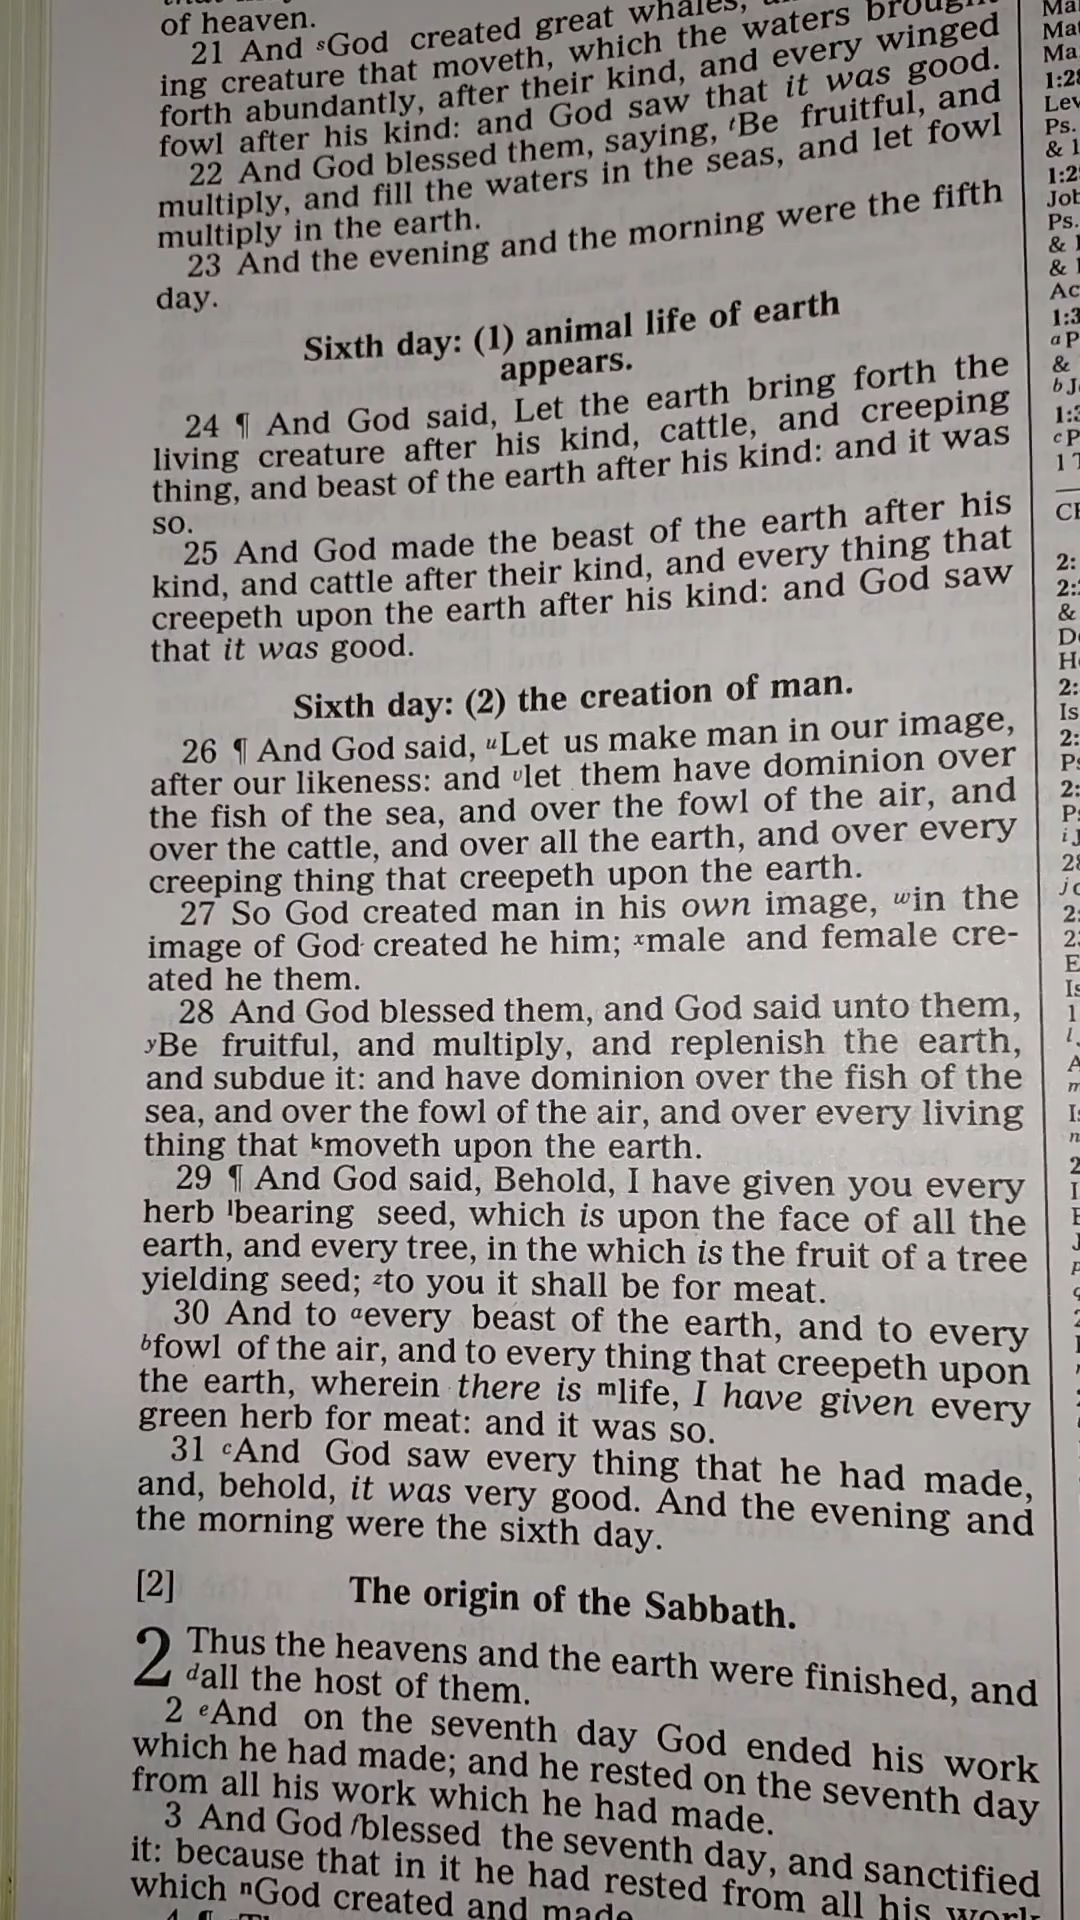 of heaven.
21 And sGod created great whales,
ing creature that moveth, which the waters brough
forth abundantly, after their kind, and every winged
fowl after his kind: and God saw that it was good.
22 And God blessed them, saying, tBe fruitful, and
multiply, and fill the waters in the seas, and let fowl
multiply in the earth.
23 And the evening and the morning were the fifth
day.
Sixth day: (1) animal life of earth
appears.
24 ¶ And God said, Let the earth bring forth the
living creature after his kind, cattle, and creeping
thing, and beast of the earth after his kind: and it was
so.
25 And God made the beast of the earth after his
kind, and cattle after their kind, and every thing that
creepeth upon the earth after his kind: and God saw
that it was good.
Sixth day: (2) the creation of man.
26 ¶ And God said, uLet us make man in our image,
after our likeness: and vlet them have dominion over
the fish of the sea, and over the fowl of the air, and
over the cattle, and over all the earth, and over every
creeping thing that creepeth upon the earth.
27 So God created man in his own image, win the
image of God created he him; xmale and female cre-
ated he them.
28 And God blessed them, and God said unto them,
yBe fruitful, and multiply, and replenish the earth,
and subdue it: and have dominion over the fish of the
sea, and over the fowl of the air, and over every living
thing that kmoveth upon the earth.
29 ¶ And God said, Behold, I have given you every
herb lbearing seed, which is upon the face of all the
earth, and every tree, in the which is the fruit of a tree
yielding seed; zto you it shall be for meat.
30 And to aevery beast of the earth, and to every
bfowl of the air, and to every thing that creepeth upon
the earth, wherein there is mlife, I have given every
green herb for meat: and it was so.
31 cAnd God saw every thing that he had made,
and, behold, it was very good. And the evening and
the morning were the sixth day.
[2] The origin of the Sabbath.
2 Thus the heavens and the earth were finished, and
dall the host of them.
2 eAnd on the seventh day God ended his work
which he had made; and he rested on the seventh day
from all his work which he had made.
3 And God fblessed the seventh day, and sanctified
it: because that in it he had rested from all his work
which nGod created and made
Ma
Ma
1:28
Lev
Ps.
& 1
Job
Ps.
&
&
Ac
1:3
a P
&
b J
c P
1
2:
&
2:
Is
2:
2: